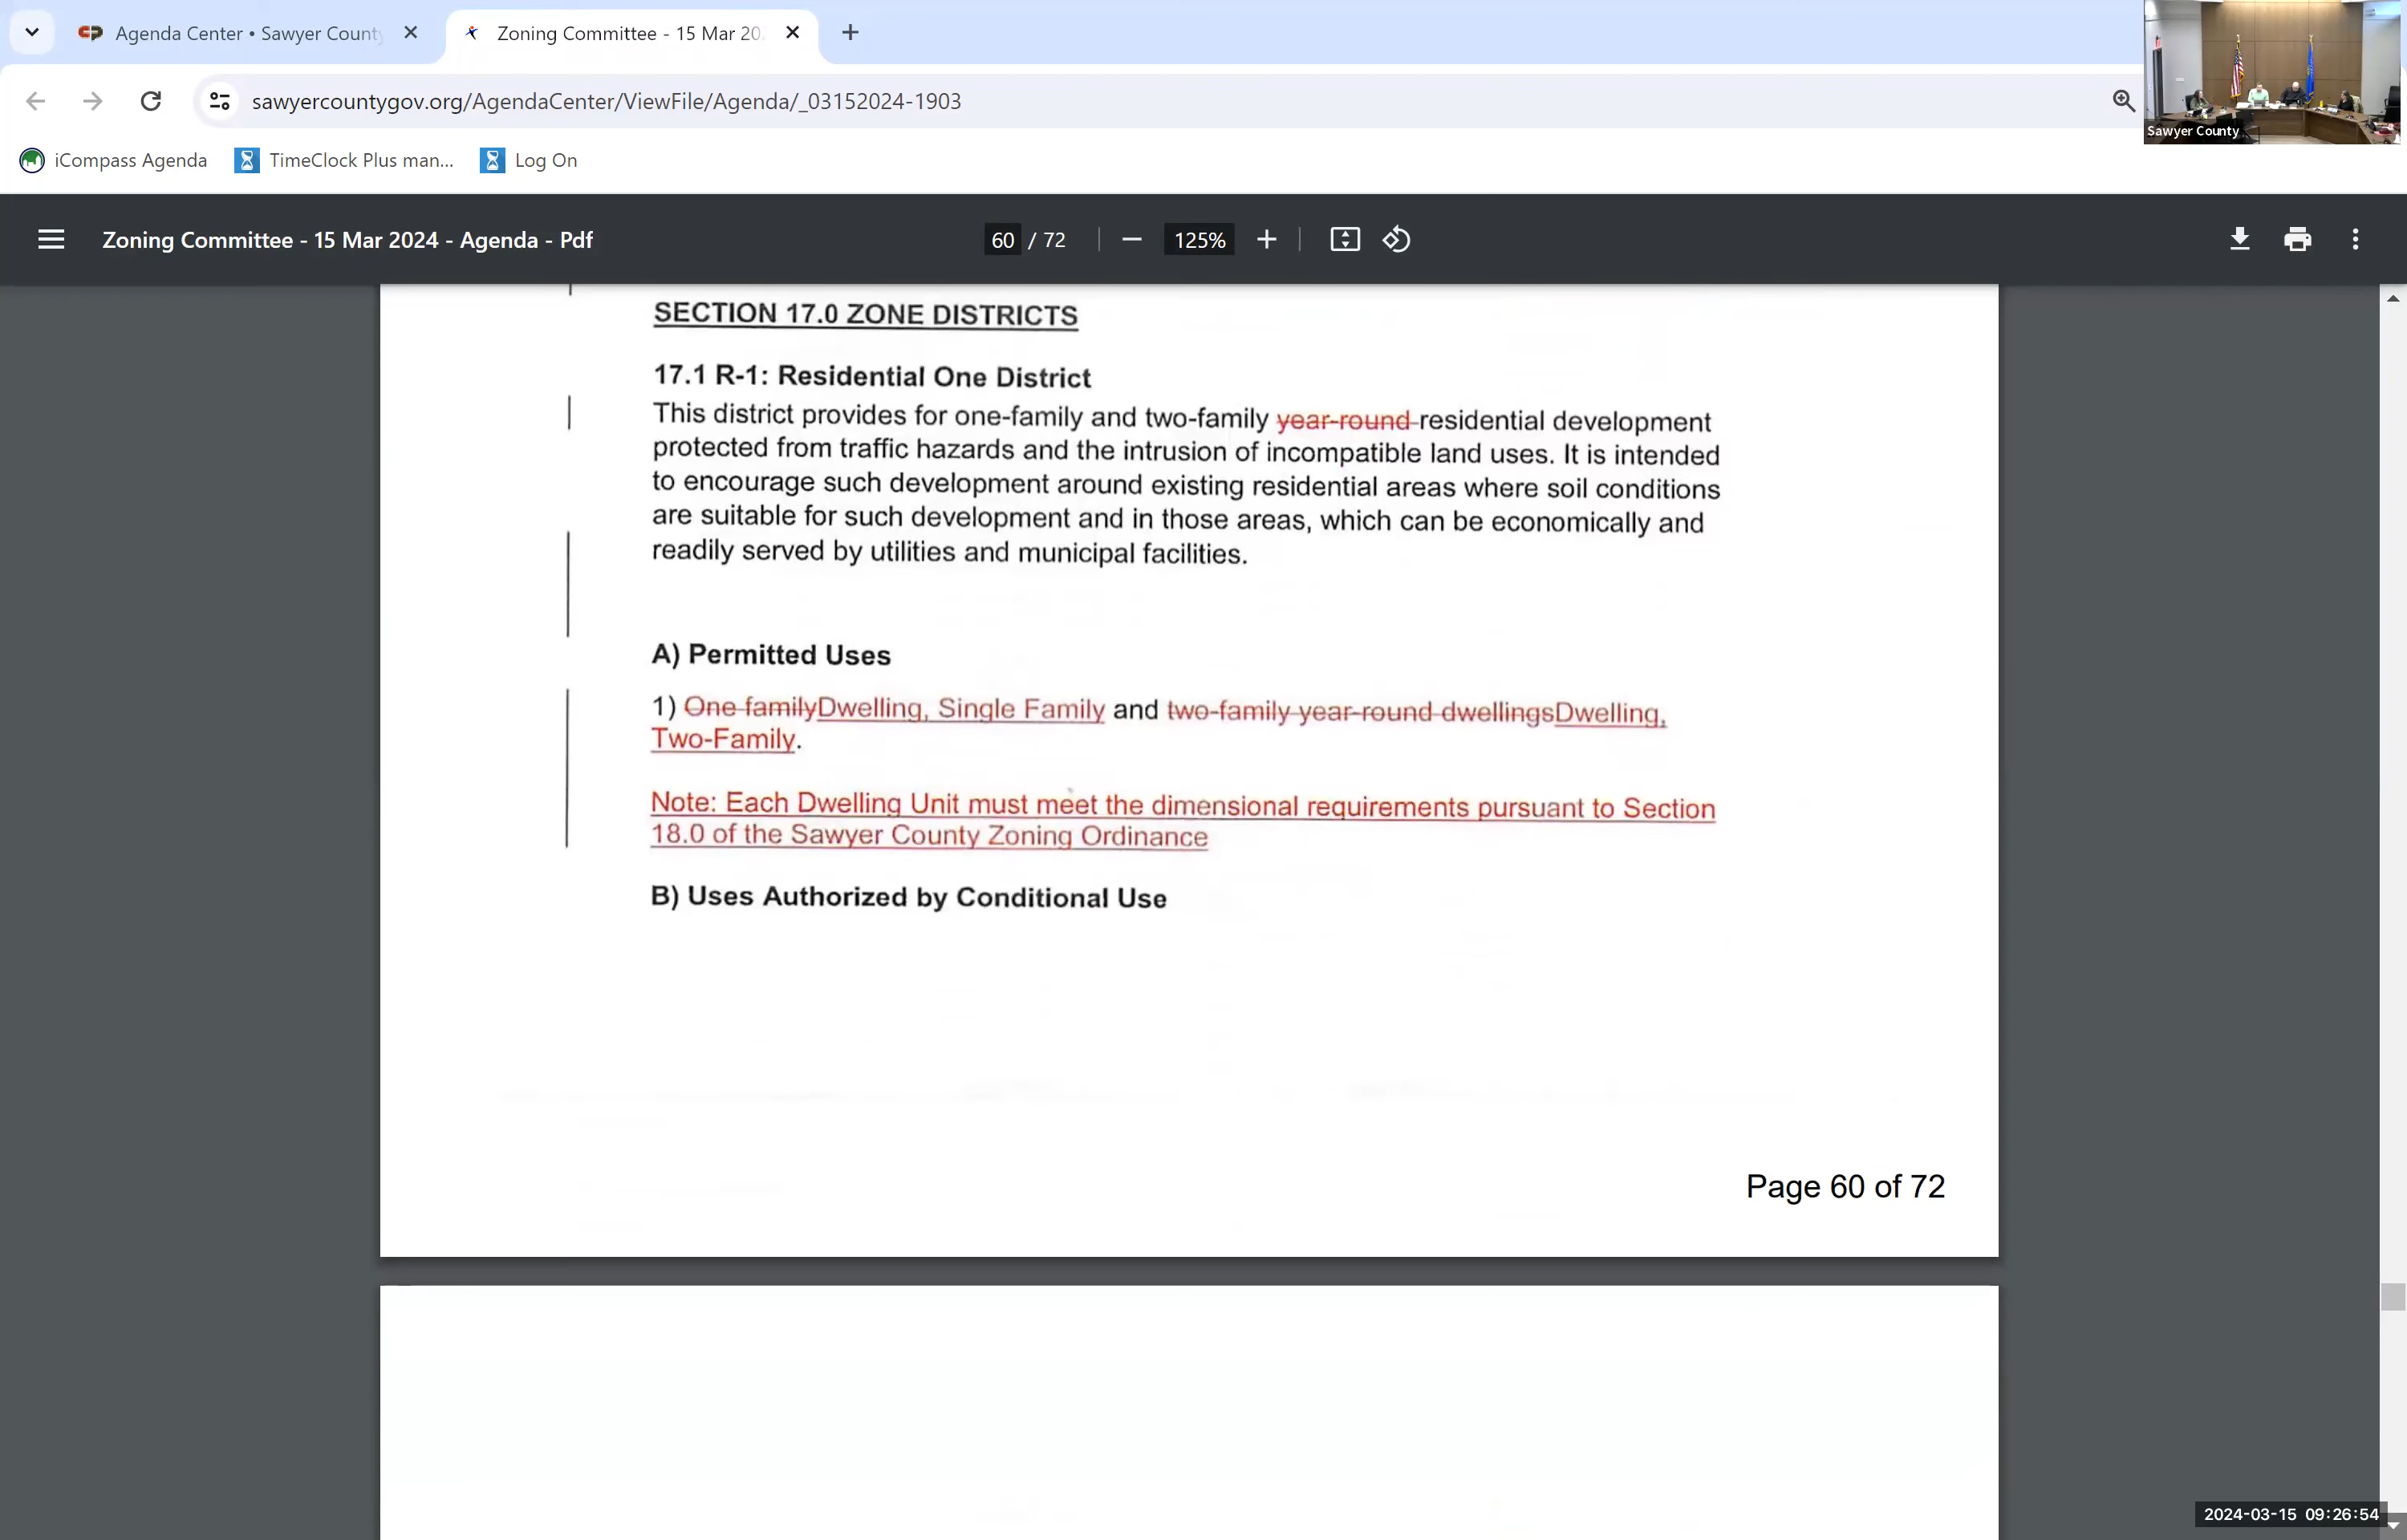 Agenda Center • Sawyer Count
Zoning Committee - 15 Mar 20
sawyercountygov.org/AgendaCenter/ViewFile/Agenda/_03152024-1903
iCompass Agenda
TimeClock Plus man...
Log On
Sawyer County
Zoning Committee - 15 Mar 2024 - Agenda - Pdf
60 / 72
125%
SECTION 17.0 ZONE DISTRICTS
17.1 R-1: Residential One District
This district provides for one-family and two-family year-round residential development
protected from traffic hazards and the intrusion of incompatible land uses. It is intended
to encourage such development around existing residential areas where soil conditions
are suitable for such development and in those areas, which can be economically and
readily served by utilities and municipal facilities.
A) Permitted Uses
1) One familyDwelling, Single Family and two-family year-round dwellingsDwelling,
Two-Family.
Note: Each Dwelling Unit must meet the dimensional requirements pursuant to Section
18.0 of the Sawyer County Zoning Ordinance
B) Uses Authorized by Conditional Use
Page 60 of 72
2024-03-15 09:26:54